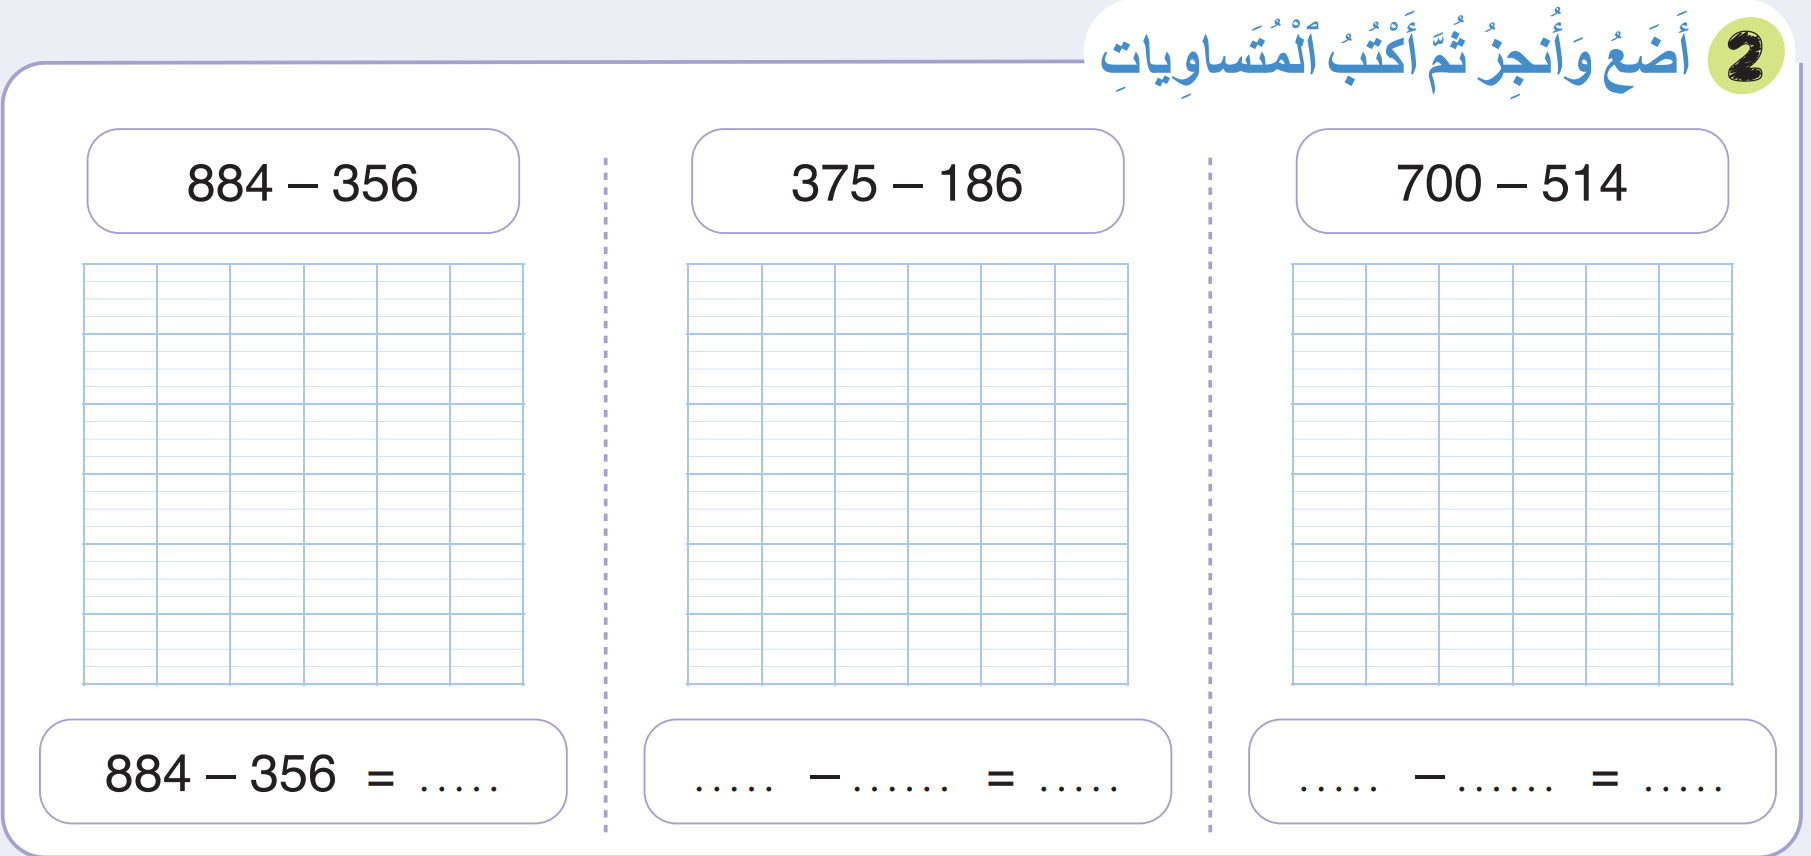 2 أَضَعُ وَأُنجِزُ ثُمَّ أَكْتُبُ ٱلْمُتَساوِياتِ
884 – 356
375 – 186
700 – 514
884 – 356 = .....
..... – ...... = .....
..... – ...... = .....